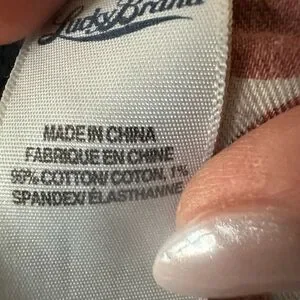 Lucky Brand
MADE IN CHINA
FABRIQUE EN CHINE
COTTON/ COTON, 1%
SPANDEX/ ÉLASTHANNE